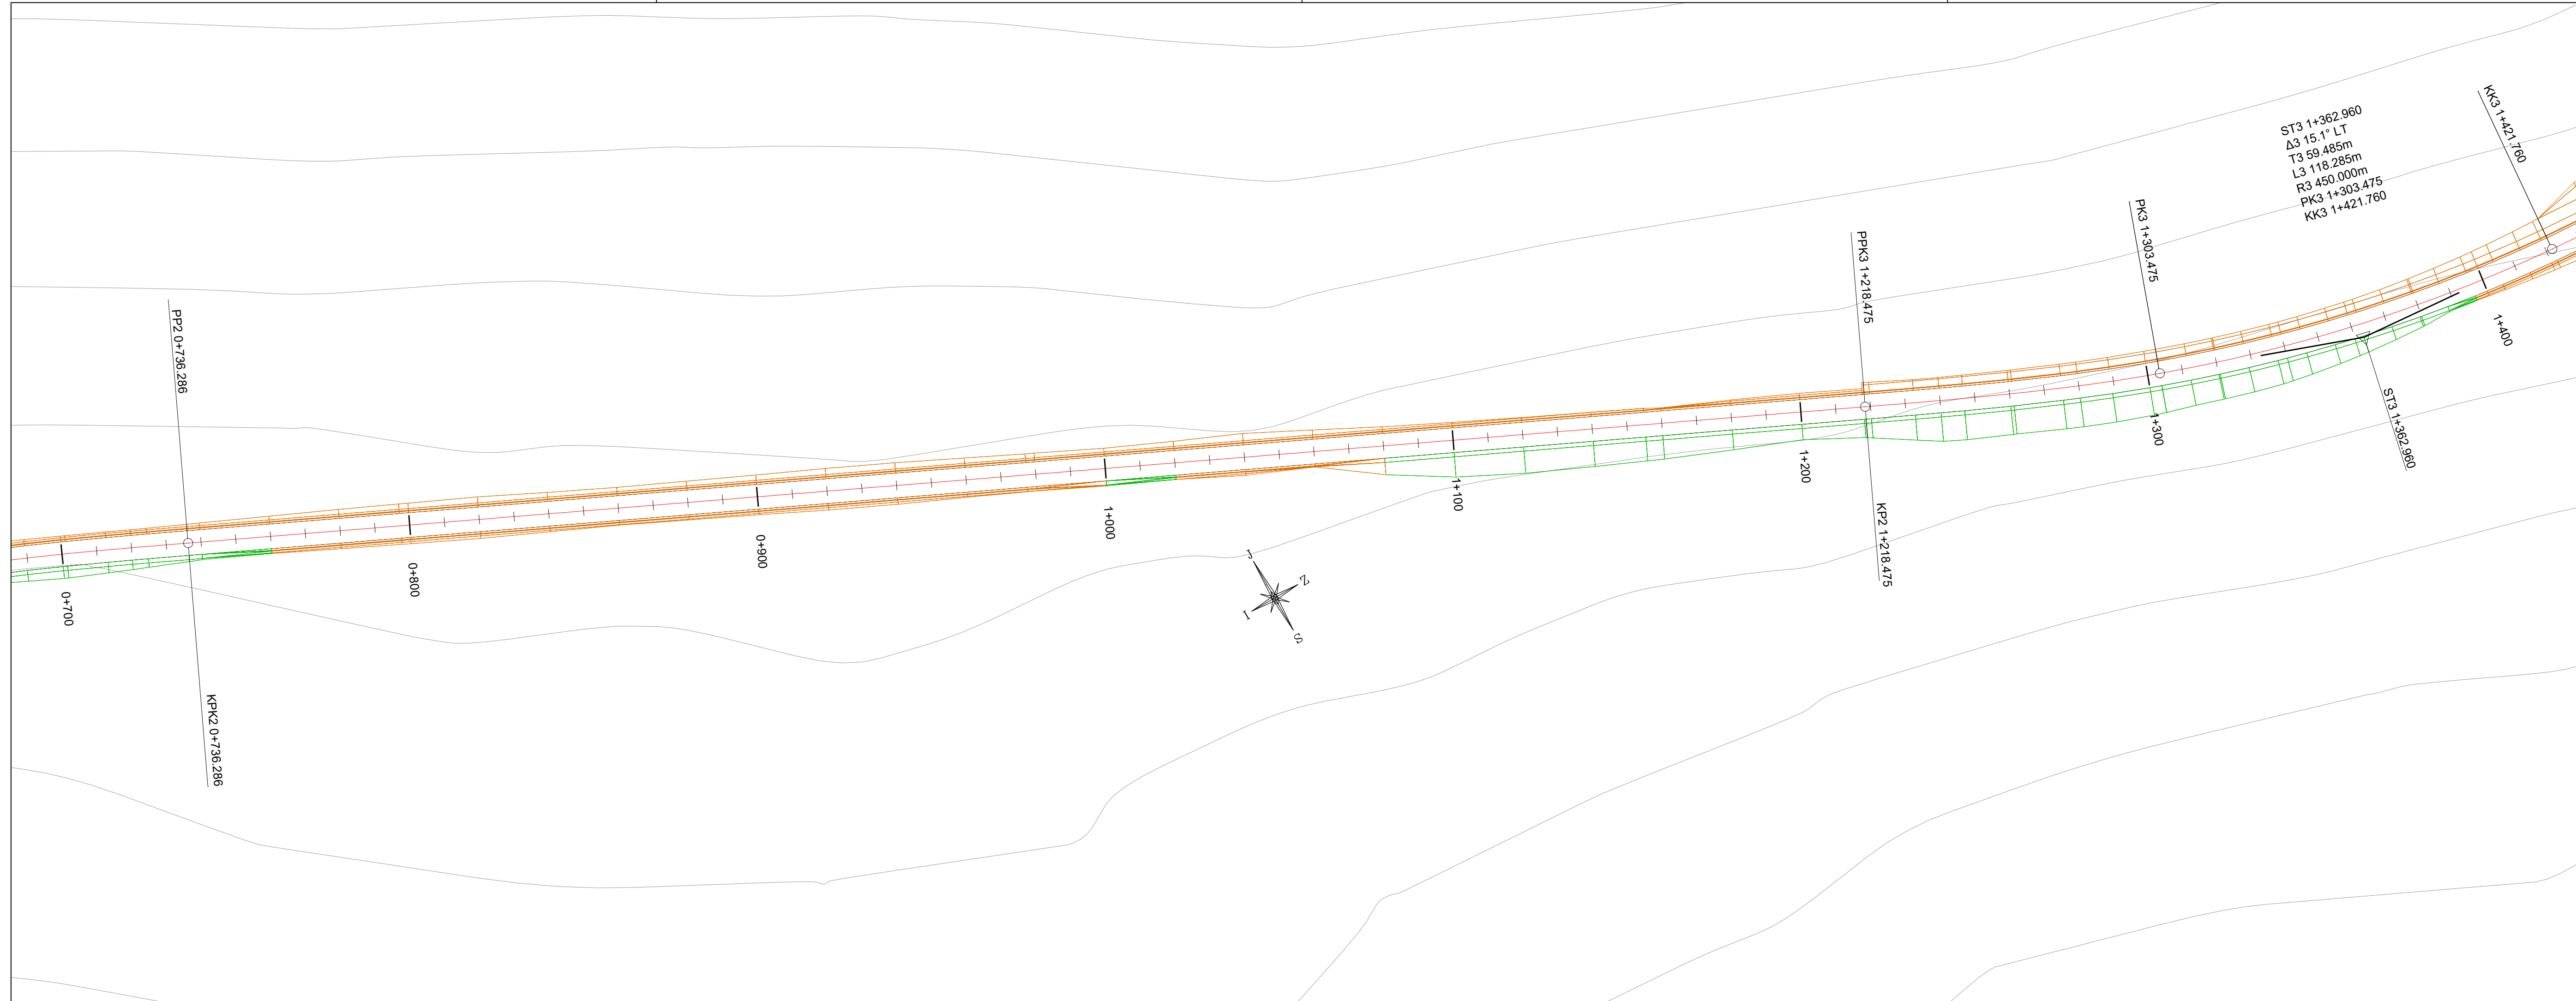 ST3 1+362.960
Δ3 15.1° LT
T3 59.485m
L3 118.285m
R3 450.000m
PK3 1+303.475
KK3 1+421.760
KK3 1+421.760
PK3 1+303.475
PPK3 1+218.475
PP2 0+736.286
1+400
ST3 1+362.960
1+300
1+200
1+100
1+000
0+900
0+800
0+700
KP2 1+218.475
KPK2 0+736.286
J
Z
I
S